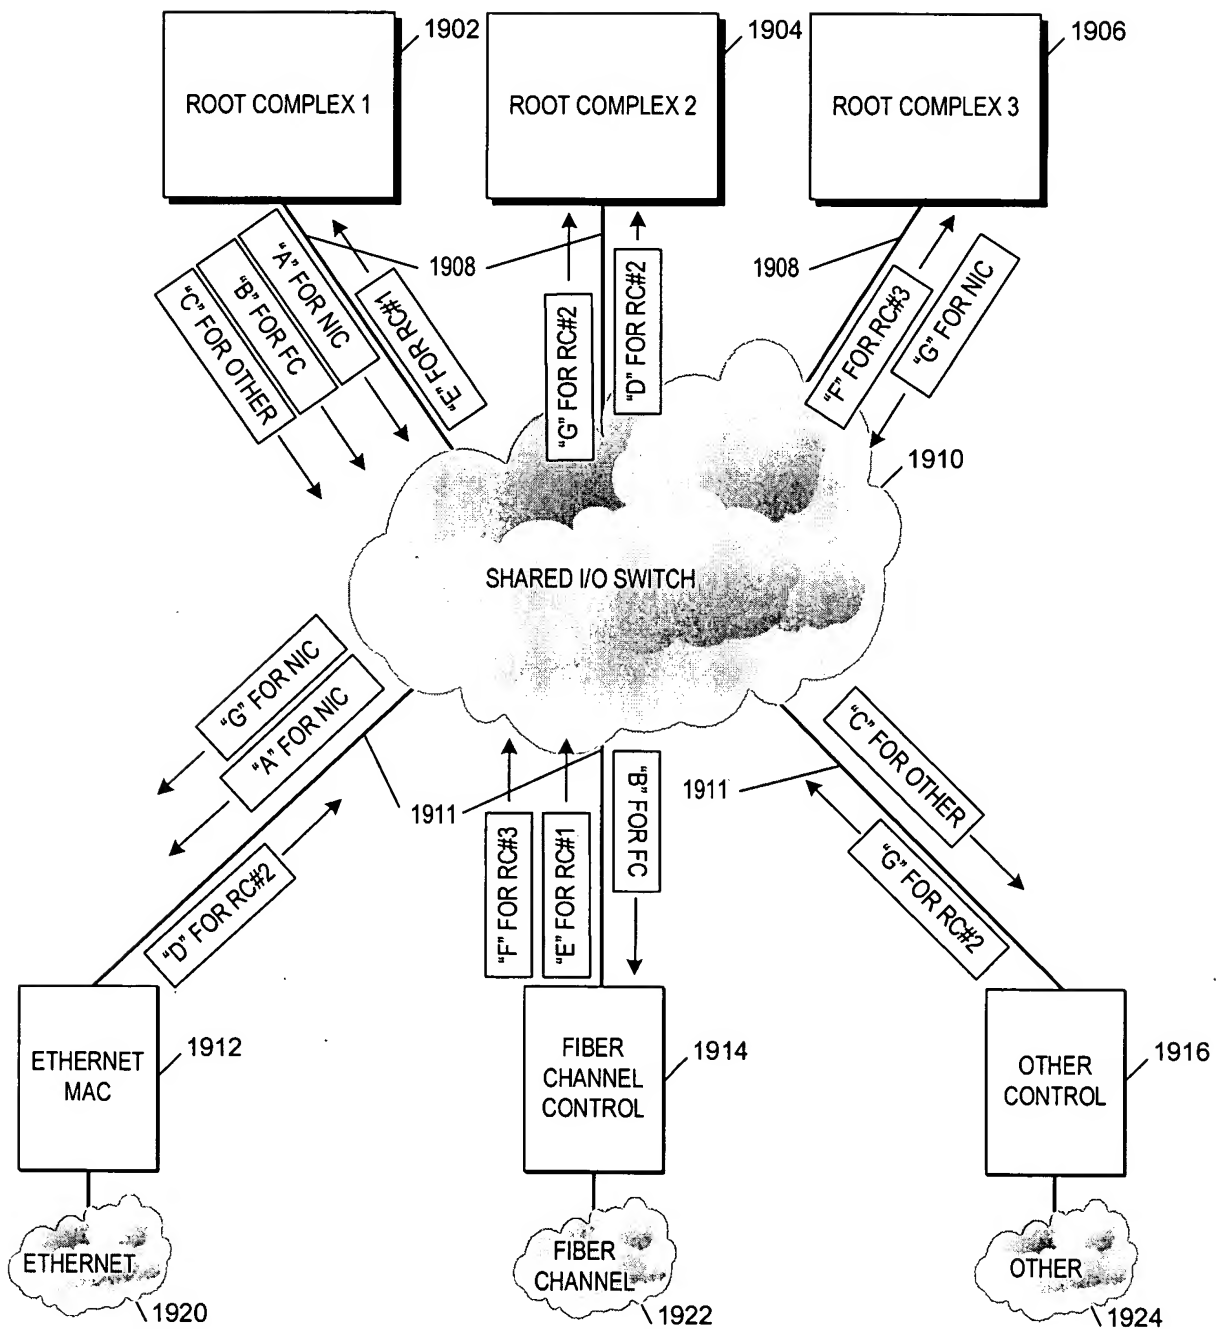 1902
1904
1906
ROOT COMPLEX 1
ROOT COMPLEX 2
ROOT COMPLEX 3
"C" FOR OTHER
"B" FOR FC
"A" FOR NIC
"E" FOR RC#1
1908
"G" FOR RC#2
"D" FOR RC#2
1908
"F" FOR RC#3
"G" FOR NIC
1910
SHARED I/O SWITCH
"G" FOR NIC
"A" FOR NIC
"D" FOR RC#2
1911
"F" FOR RC#3
"E" FOR RC#1
"B" FOR FC
1911
"C" FOR OTHER
"G" FOR RC#2
ETHERNET
MAC
1912
FIBER
CHANNEL
CONTROL
1914
OTHER
CONTROL
1916
ETHERNET
1920
FIBER
CHANNEL
1922
OTHER
1924